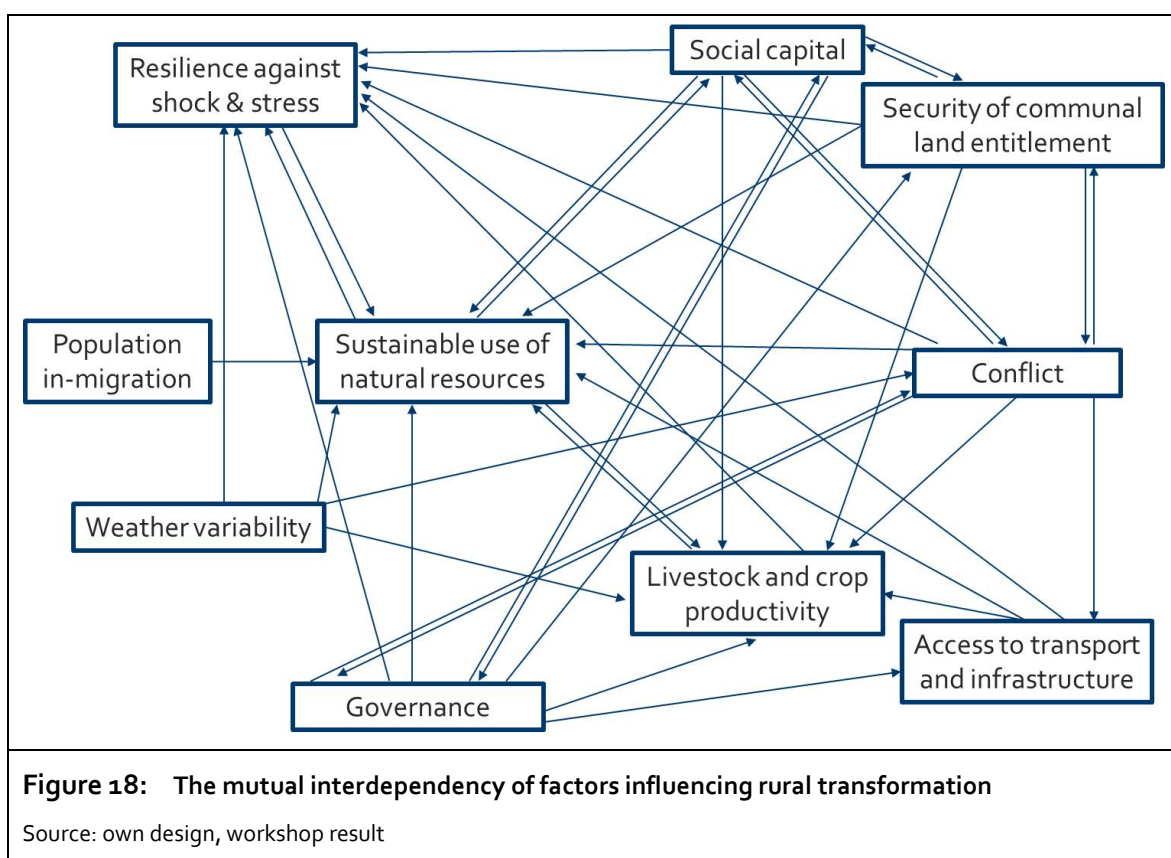 Social capital
Resilience against
shock & stress
Security of communal
land entitlement
Population
in-migration
Sustainable use of
natural resources
Conflict
Weather variability
Livestock and crop
productivity
Access to transport
and infrastructure
Governance
Figure 18: The mutual interdependency of factors influencing rural transformation
Source: own design, workshop result